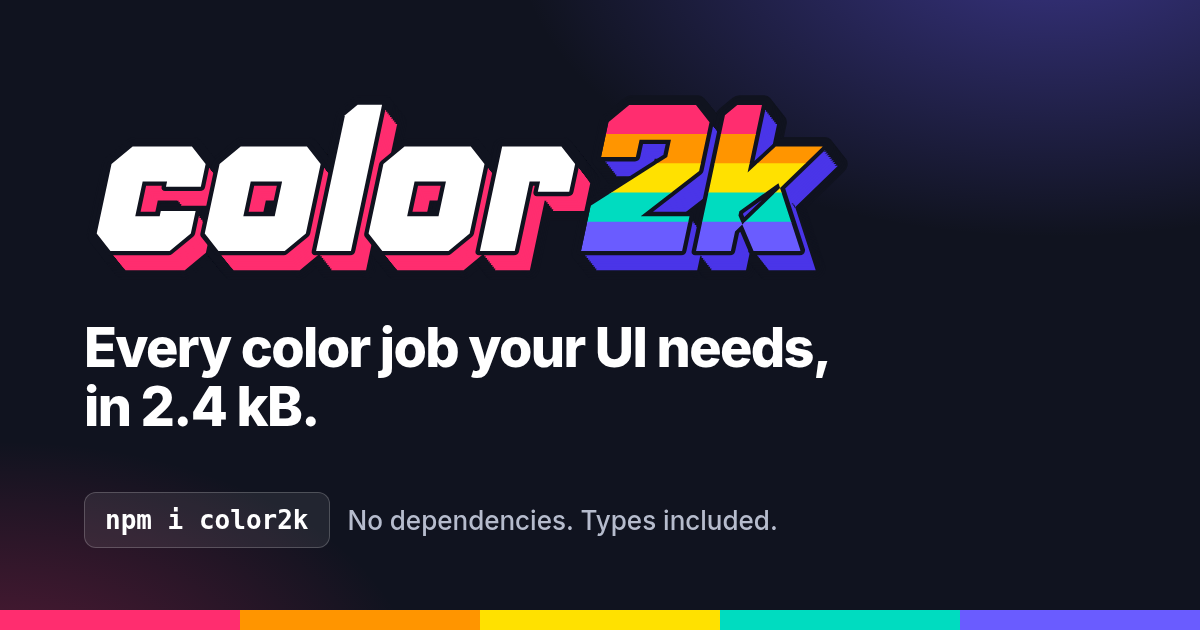 color2k
Every color job your UI needs,
in 2.4 kB.
npm i color2k
No dependencies. Types included.